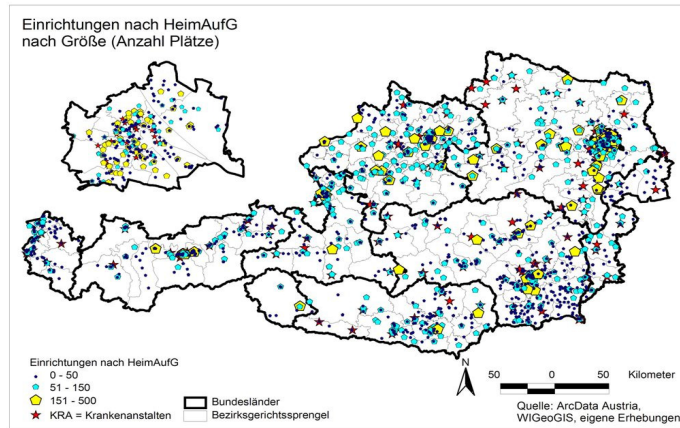 Einrichtungen nach HeimAufG
nach Größe (Anzahl Plätze)
Einrichtungen nach HeimAufG
0 - 50
51 - 150
151 - 500
KRA = Krankenanstalten
Bundesländer
Bezirksgerichtssprengel
N
50 0 50 Kilometer
Quelle: ArcData Austria,
WIGeoGIS, eigene Erhebungen